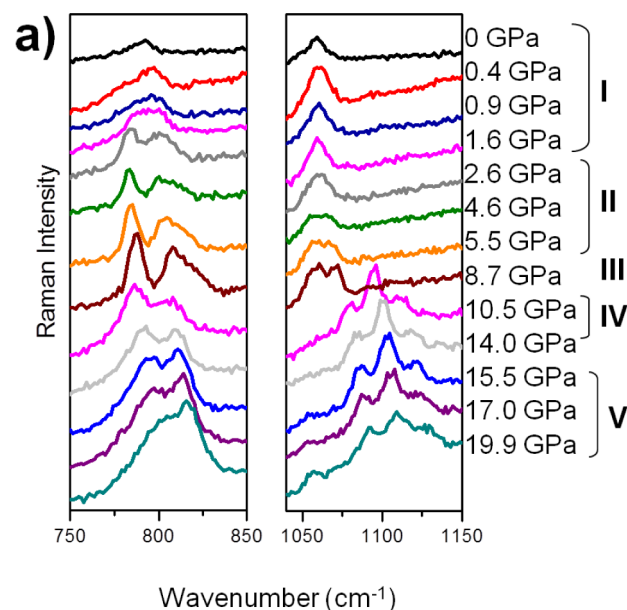 a)
0 GPa
0.4 GPa
0.9 GPa
1.6 GPa
I
2.6 GPa
4.6 GPa
5.5 GPa
II
8.7 GPa
III
10.5 GPa
14.0 GPa
IV
15.5 GPa
17.0 GPa
19.9 GPa
V
Raman Intensity
750 800 850 1050 1100 1150
Wavenumber (cm-1)